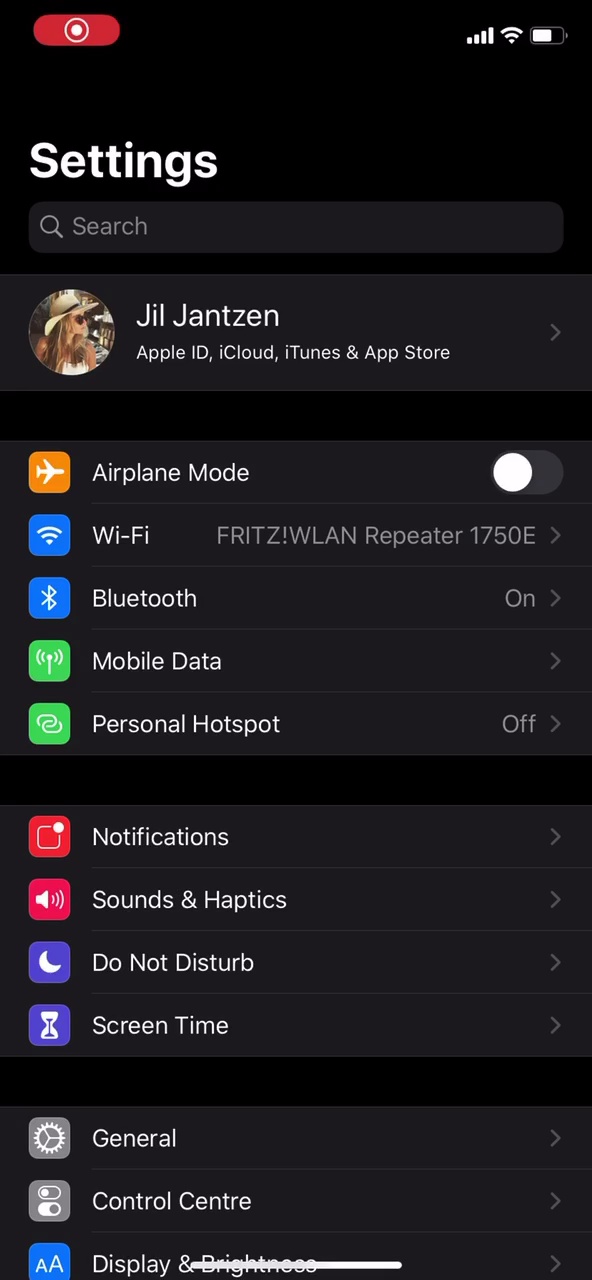 Settings
Search
Jil Jantzen
Apple ID, iCloud, iTunes & App Store
Airplane Mode
Wi-Fi FRITZ!WLAN Repeater 1750E
Bluetooth On
Mobile Data
Personal Hotspot Off
Notifications
Sounds & Haptics
Do Not Disturb
Screen Time
General
Control Centre
AA Display & Brightness